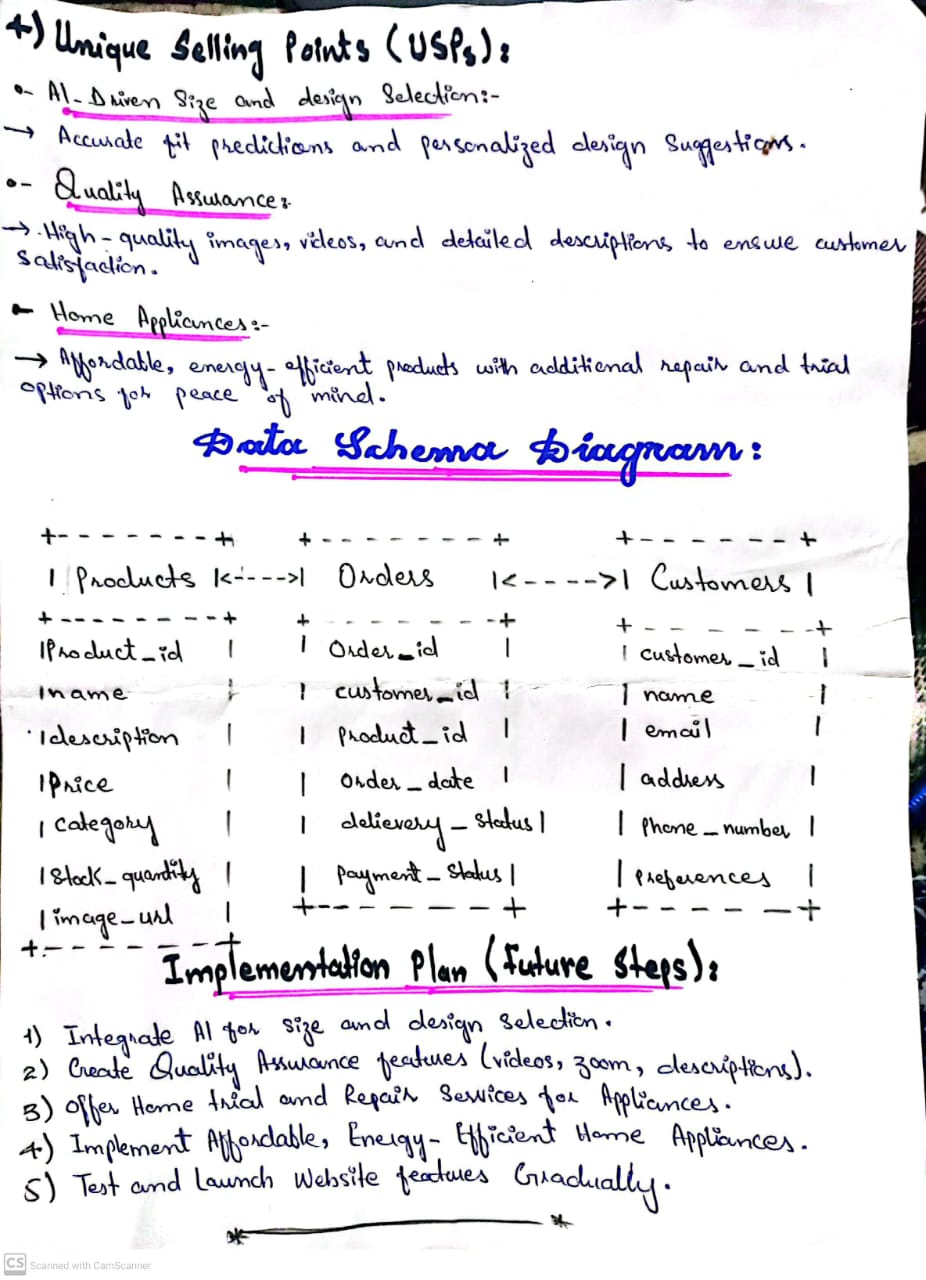 4) Unique Selling Points (USPs):
•- AI-Driven Size and design Selection:-
→ Accurate fit predictions and personalized design Suggestions.
•- Quality Assurance:-
→ High-quality images, videos, and detailed descriptions to ensure customer
satisfaction.
•- Home Appliances:-
→ Affordable, energy-efficient products with additional repair and trial
options for peace of mind.
Data Schema Diagram:
+- - - - - - - -+ +- - - - - - - -+ +- - - - - - -+
| Products |<---->| Orders |<---->| Customers |
+- - - - - - - -+ +- - - - - - - -+ +- - - - - - -+
| Product_id | | Order_id | | customer_id |
| name | | customer_id | | name |
| description | | Product_id | | email |
| Price | | Order_date | | address |
| category | | delievery_status | | Phone_number |
| Stock_quantity | | Payment_status | | preferences |
| image_url | +- - - - - - -+ +- - - - - -+
+- - - - - - -+
Implementation Plan (Future Steps):
1) Integrate AI for size and design selection.
2) Create Quality Assurance features (videos, zoom, descriptions).
3) Offer Home trial and Repair Services for Appliances.
4) Implement Affordable, Energy-Efficient Home Appliances.
5) Test and Launch Website features Gradually.
CS Scanned with CamScanner